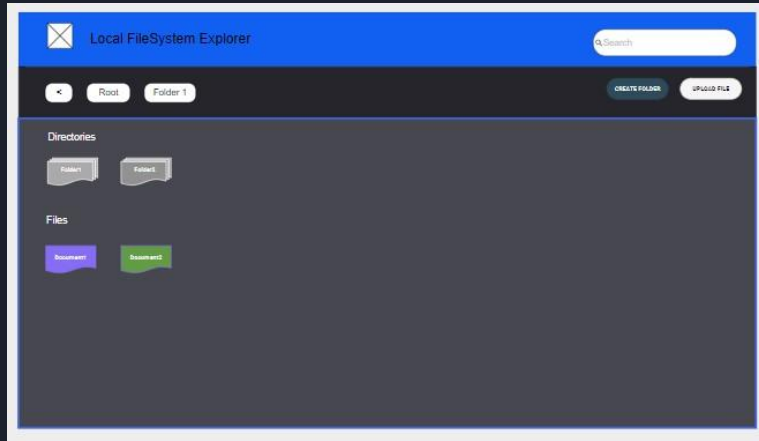 Local FileSystem Explorer
Search
<
Root
Folder 1
CREATE FOLDER
UPLOAD FILE
Directories
Folder1
Folder2
Files
Document1
Document2